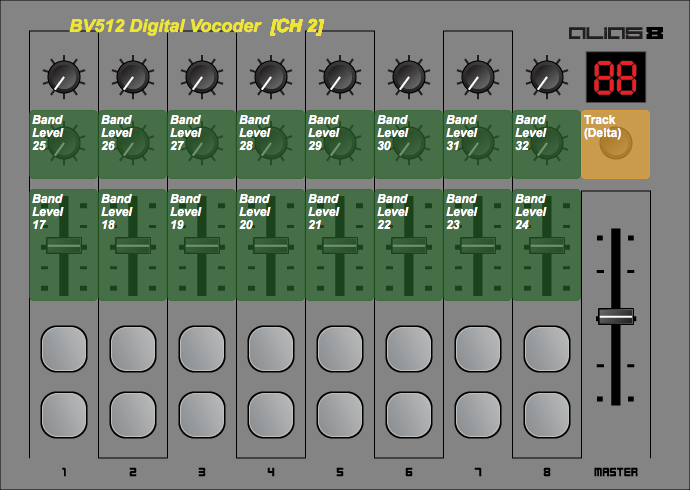 BV512 Digital Vocoder [CH 2]
ALIAS 8
88
Band Level 25
Band Level 26
Band Level 27
Band Level 28
Band Level 29
Band Level 30
Band Level 31
Band Level 32
Track (Delta)
Band Level 17
Band Level 18
Band Level 19
Band Level 20
Band Level 21
Band Level 22
Band Level 23
Band Level 24
1 2 3 4 5 6 7 8 MASTER